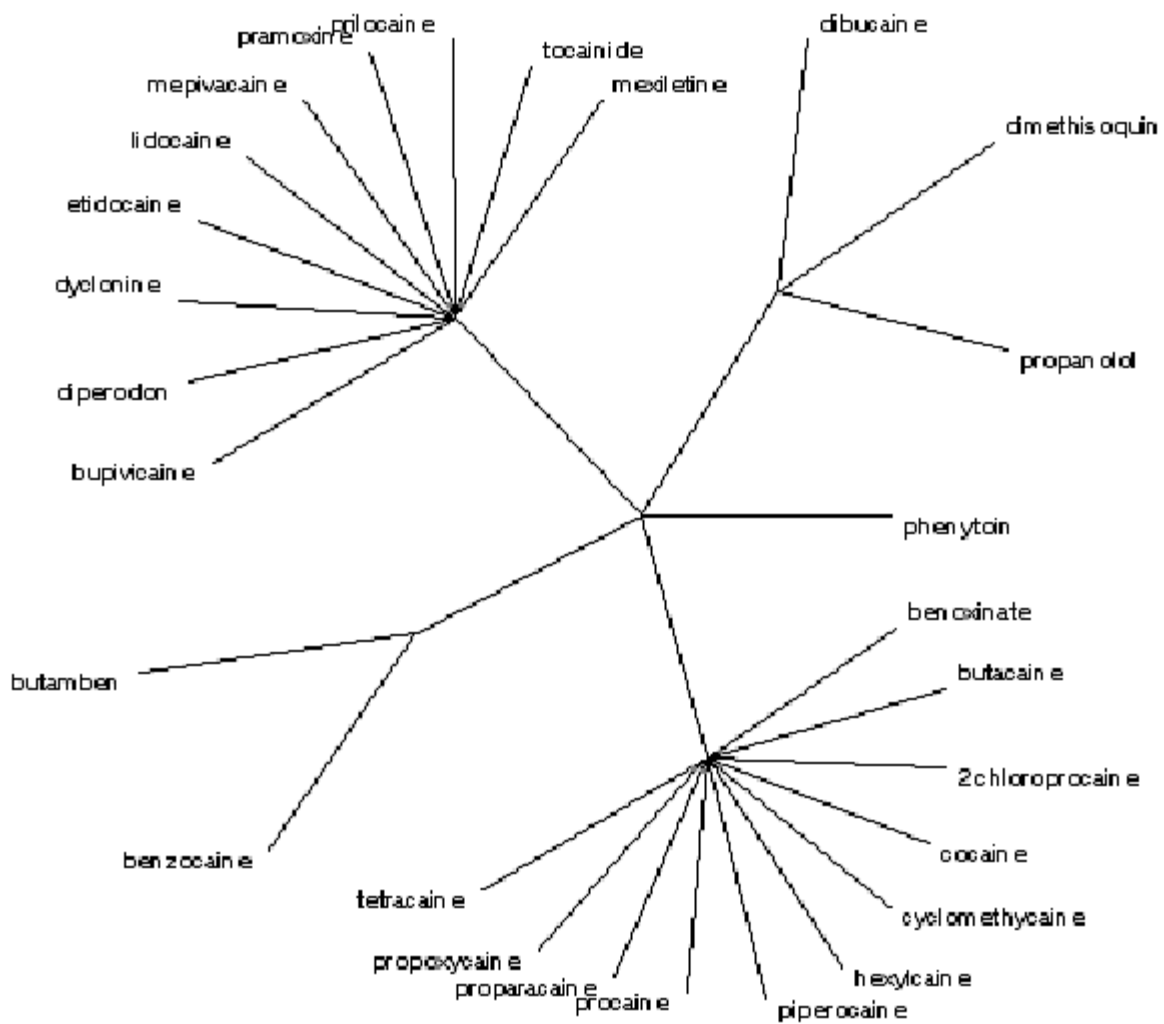 prilocaine
dibucaine
pramoxine
tocainide
mepivacaine
mexiletine
dimethisoquin
lidocaine
etidocaine
dyclonine
propanolol
diperodon
bupivicaine
phenytoin
benoxinate
butacaine
butamben
2chloroprocaine
benzocaine
cocaine
tetracaine
cyclomethycaine
propoxycaine
hexylcaine
proparacaine
procaine
piperocaine